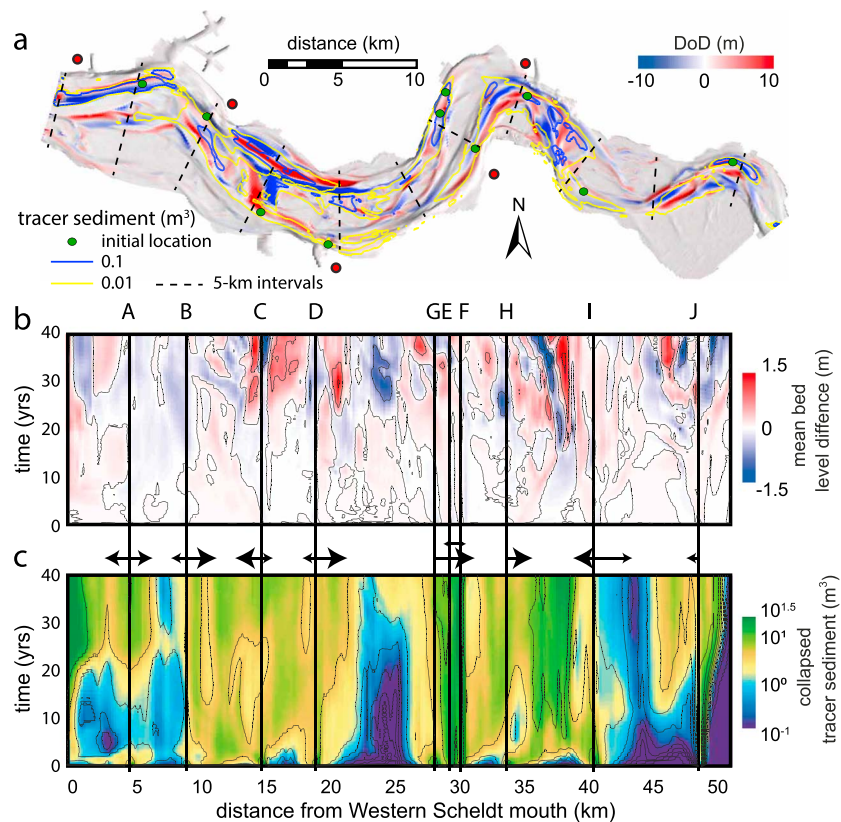 a
distance (km)
0 5 10
DoD (m)
-10 0 10
N
tracer sediment (m³)
initial location
0.1
0.01
5-km intervals
b
A B C D G E F H I J
40
30
20
10
0
time (yrs)
1.5
0
-1.5
mean bed
level diffence (m)
c
40
30
20
10
0
time (yrs)
10^1.5
10^1
10^0
10^-1
collapsed
tracer sediment (m³)
0 5 10 15 20 25 30 35 40 45 50
distance from Western Scheldt mouth (km)